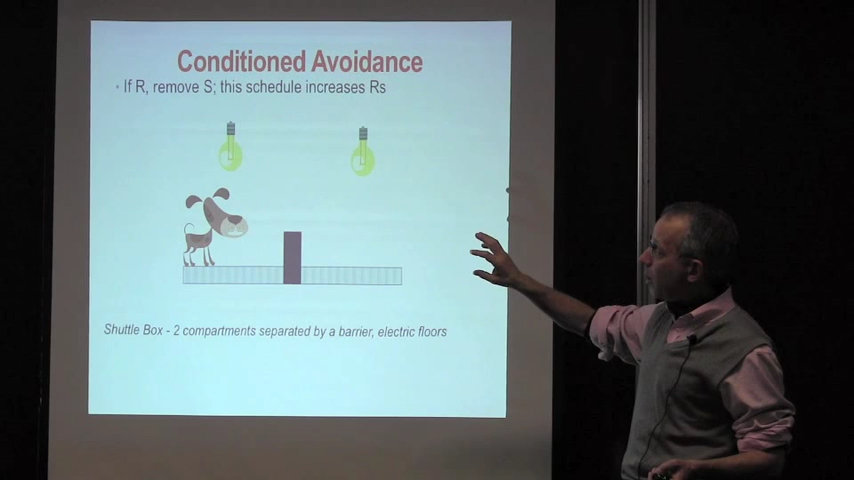 Conditioned Avoidance
• If R, remove S; this schedule increases Rs
Shuttle Box - 2 compartments separated by a barrier, electric floors